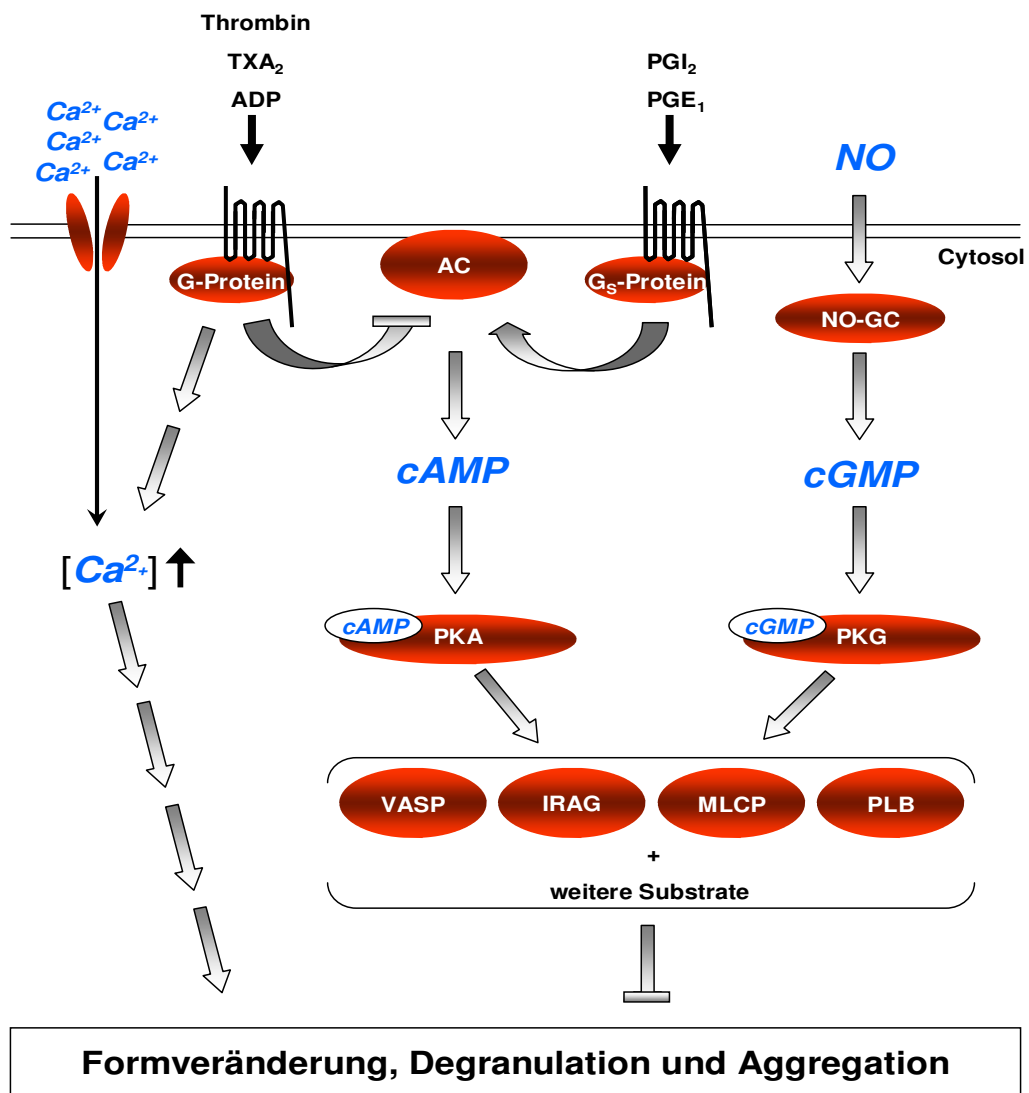 Thrombin
TXA₂
ADP
PGI₂
PGE₁
Ca²⁺
Ca²⁺
Ca²⁺
Ca²⁺
Ca²⁺
NO
Cytosol
G-Protein
AC
Gₛ-Protein
NO-GC
cAMP
cGMP
[Ca²⁺]
cAMP
PKA
cGMP
PKG
VASP
IRAG
MLCP
PLB
+
weitere Substrate
Formveränderung, Degranulation und Aggregation